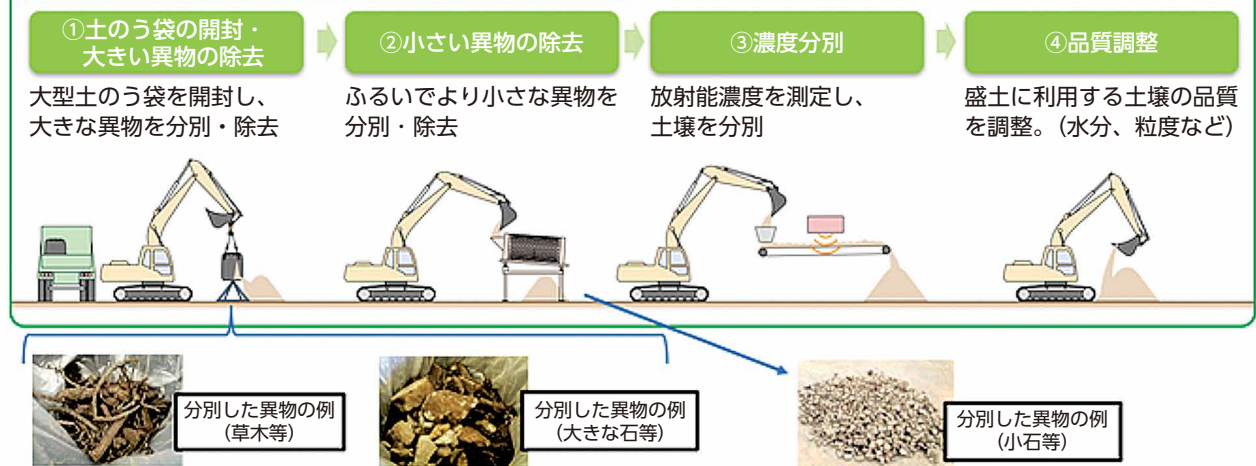 ①土のう袋の開封・
大きい異物の除去
②小さい異物の除去
③濃度分別
④品質調整
大型土のう袋を開封し、
大きな異物を分別・除去
ふるいでより小さな異物を
分別・除去
放射能濃度を測定し、
土壌を分別
盛土に利用する土壌の品質
を調整。（水分、粒度など）
分別した異物の例
（草木等）
分別した異物の例
（大きな石等）
分別した異物の例
（小石等）